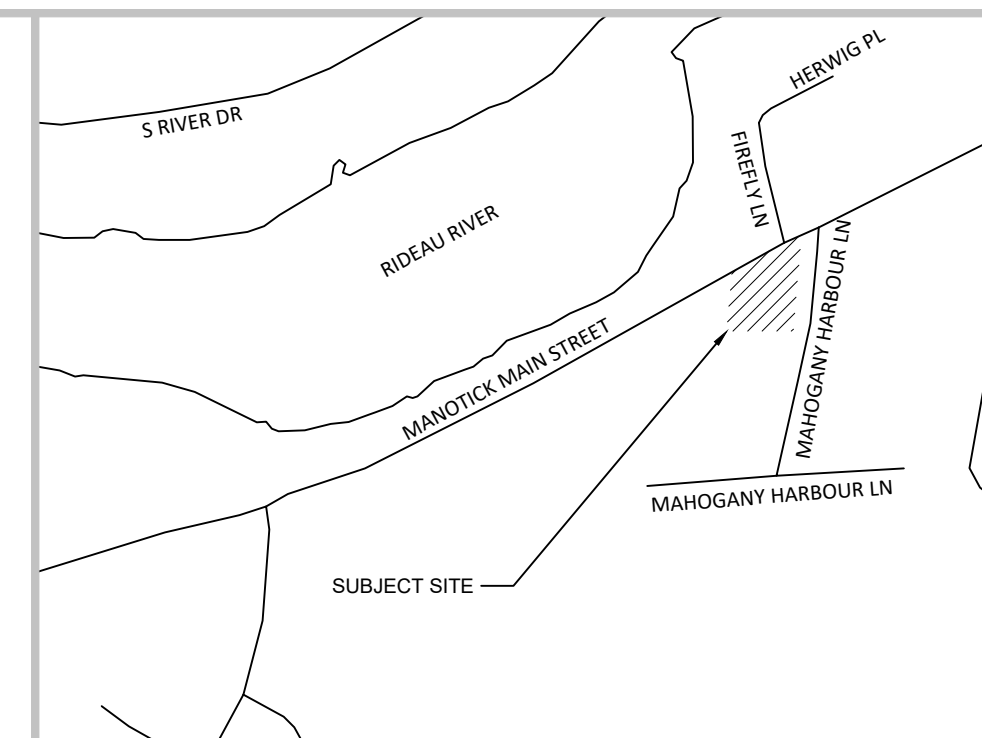 HERWIG PL
S RIVER DR
FIREFLY LN
RIDEAU RIVER
MAHOGANY HARBOUR LN
MANOTICK MAIN STREET
MAHOGANY HARBOUR LN
SUBJECT SITE